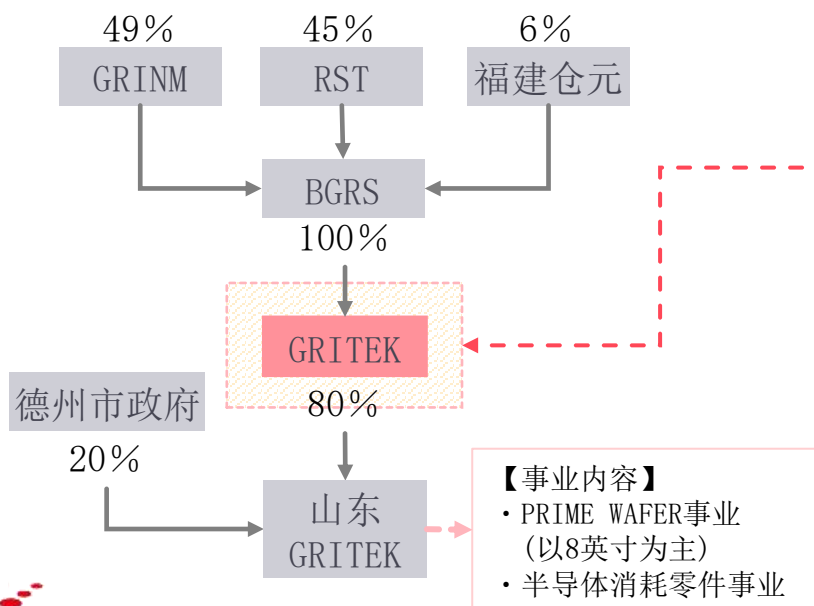 49%
45%
6%
GRINM
RST
福建仓元
BGRS
100%
GRITEK
80%
德州市政府
20%
山东
GRITEK
【事业内容】
・PRIME WAFER事业
(以8英寸为主)
・半导体消耗零件事业